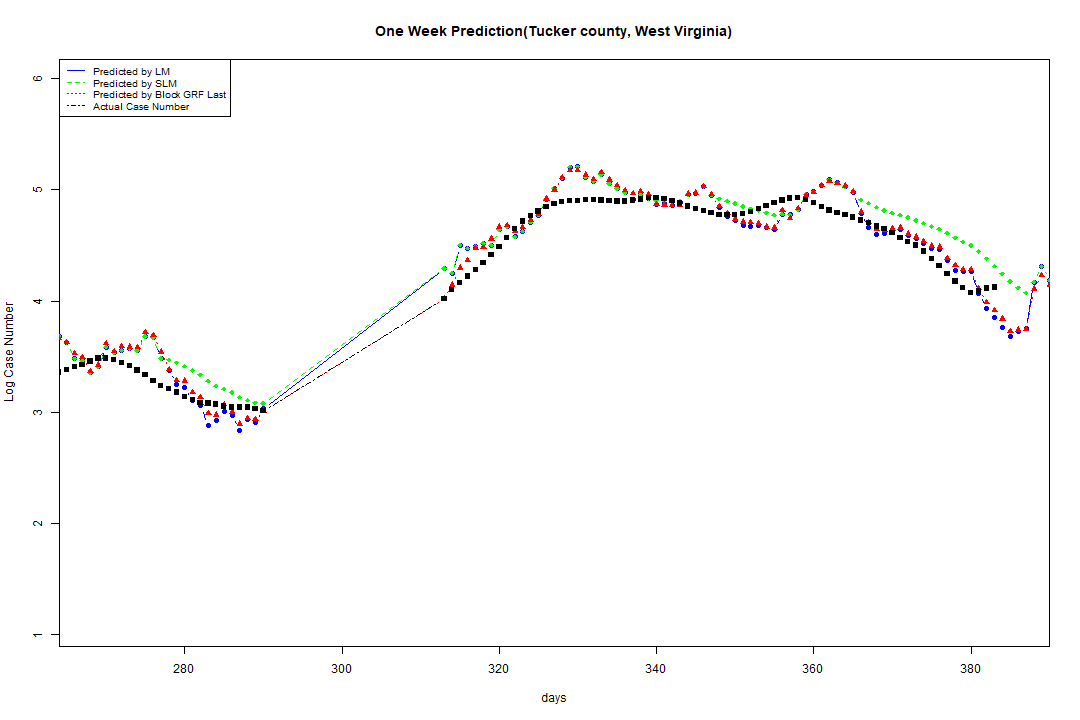 One Week Prediction(Tucker county, West Virginia)
Predicted by LM
Predicted by SLM
Predicted by Block GRF Last
Actual Case Number
6
5
4
3
2
1
Log Case Number
280
300
320
340
360
380
days